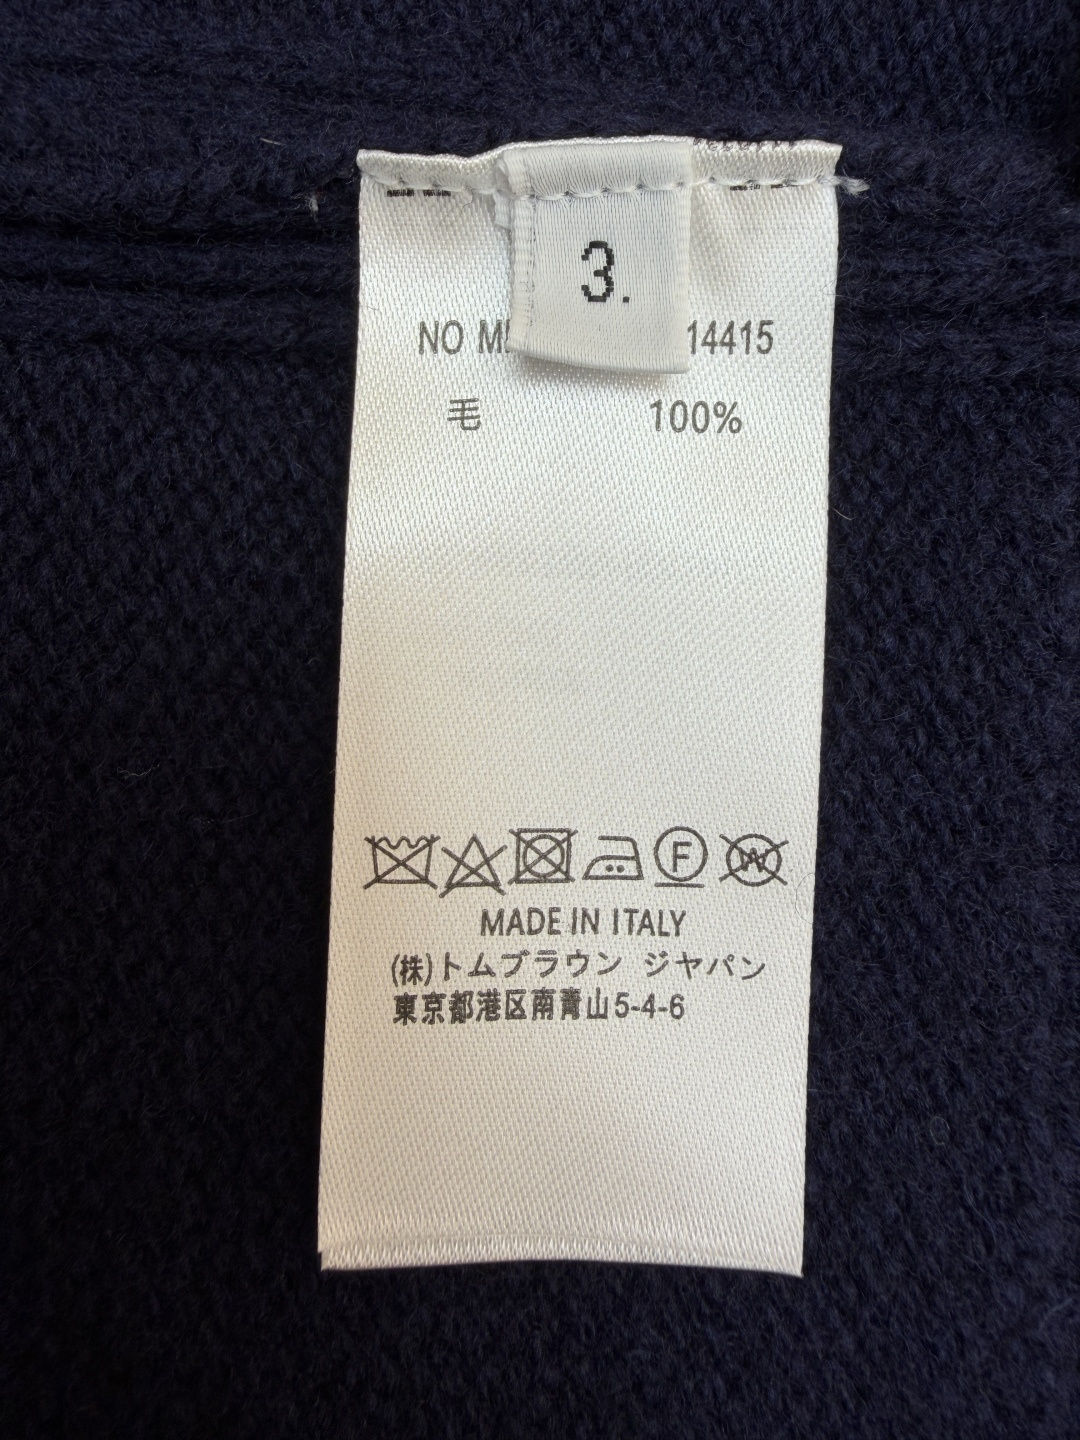 3.
NO 14415
毛 100%
F W
MADE IN ITALY
(株)トムブラウン ジヤパン
東京都港区南青山5-4-6